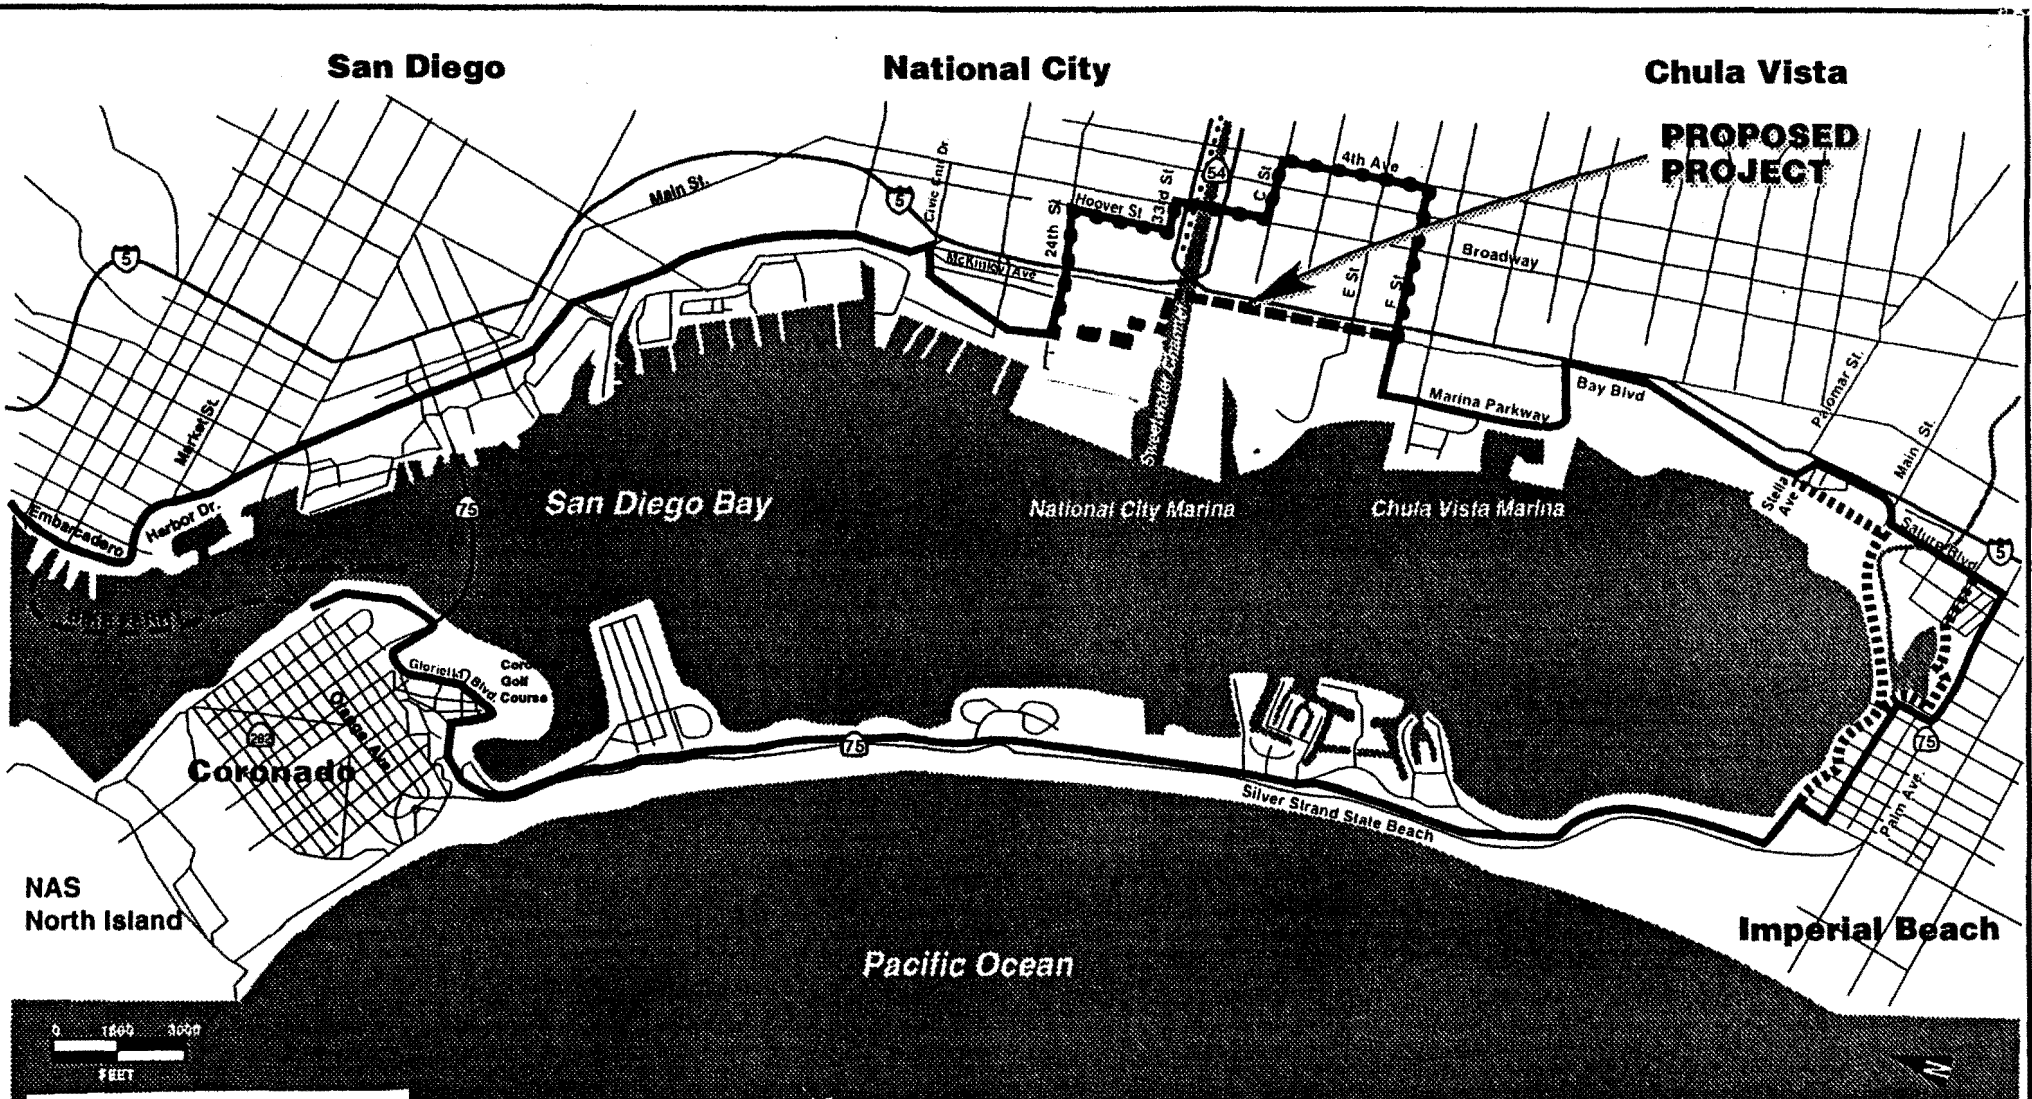 San Diego
National City
Chula Vista
PROPOSED
PROJECT
5
Main St.
5
Civic Cntr Dr.
24th St
Hoover St
33rd St
54
C St
4th Ave
McKinley Ave
E St
F St
Broadway
Market St.
Marina Parkway
Bay Blvd
Palomar St.
Main St.
Embarcadero
Harbor Dr.
75
San Diego Bay
National City Marina
Chula Vista Marina
Stella
Ave
Saturn Blvd
5
Glorietta Blvd.
Golf
Course
Orange Ave
282
Coronado
75
Silver Strand State Beach
75
Palm Ave.
NAS
North Island
Imperial Beach
Pacific Ocean
0
3000
FEET
N